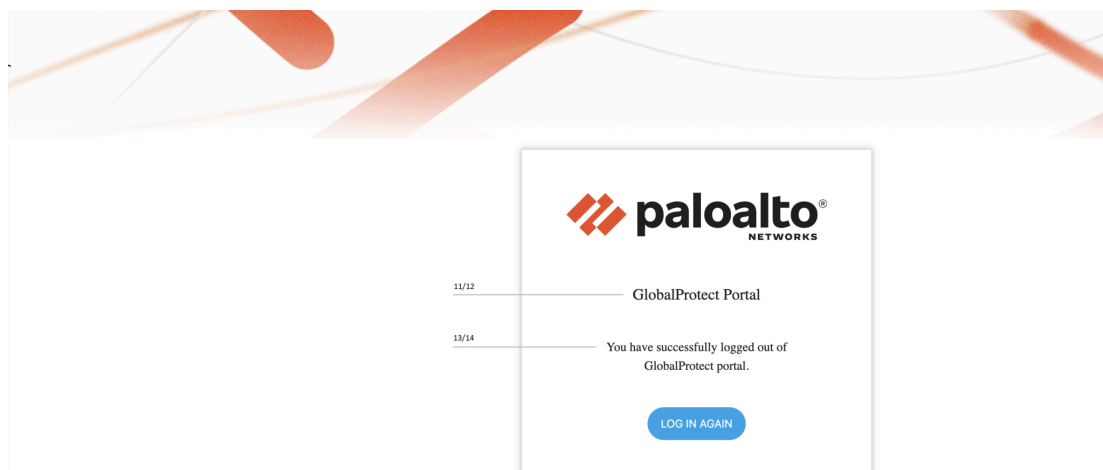 paloalto®
NETWORKS
11/12
GlobalProtect Portal
13/14
You have successfully logged out of
GlobalProtect portal.
LOG IN AGAIN